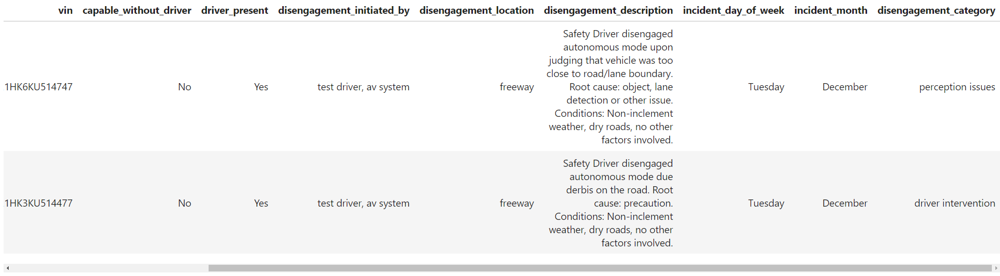 vin capable_without_driver driver_present disengagement_initiated_by disengagement_location disengagement_description incident_day_of_week incident_month disengagement_category
1HK6KU514747 No Yes test driver, av system freeway
Safety Driver disengaged
autonomous mode upon
judging that vehicle was too
close to road/lane boundary.
Root cause: object, lane
detection or other issue.
Conditions: Non-inclement
weather, dry roads, no other
factors involved.
Tuesday December perception issues
1HK3KU514477 No Yes test driver, av system freeway
Safety Driver disengaged
autonomous mode due
derbis on the road. Root
cause: precaution.
Conditions: Non-inclement
weather, dry roads, no other
factors involved.
Tuesday December driver intervention